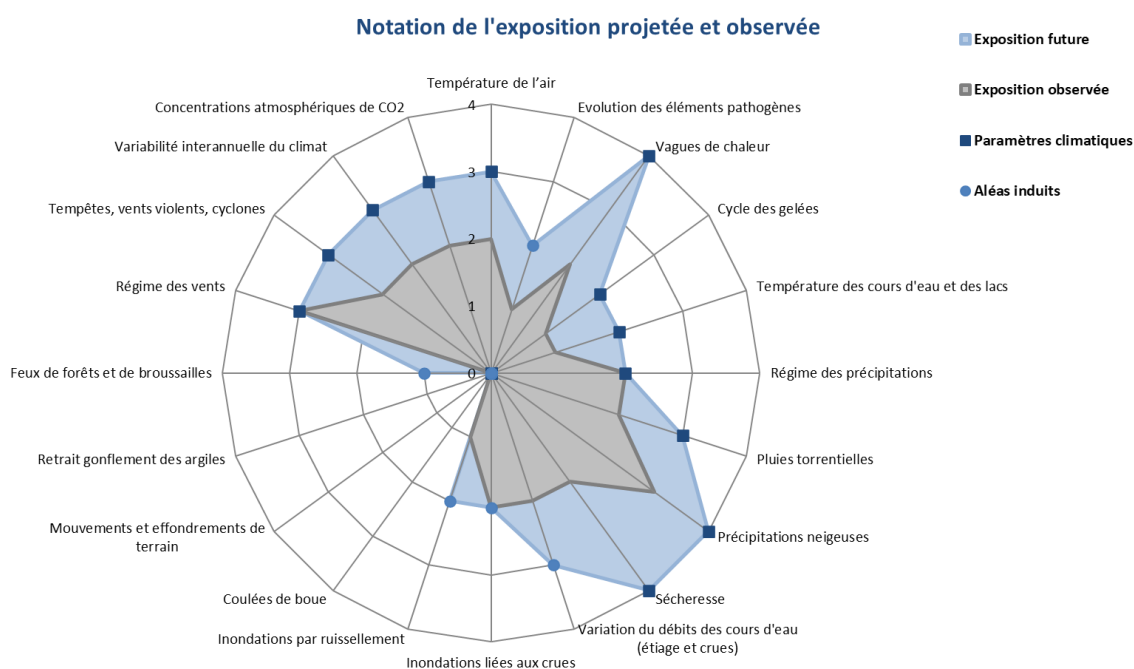 Notation de l'exposition projetée et observée
Exposition future
Exposition observée
Paramètres climatiques
Aléas induits
Température de l’air
Evolution des éléments pathogènes
Vagues de chaleur
Cycle des gelées
Température des cours d'eau et des lacs
Régime des précipitations
Pluies torrentielles
Précipitations neigeuses
Sécheresse
Variation du débits des cours d'eau
(étiage et crues)
Inondations liées aux crues
Inondations par ruissellement
Coulées de boue
Mouvements et effondrements de
terrain
Retrait gonflement des argiles
Feux de forêts et de broussailles
Régime des vents
Tempêtes, vents violents, cyclones
Variabilité interannuelle du climat
Concentrations atmosphériques de CO2
4
3
2
1
0